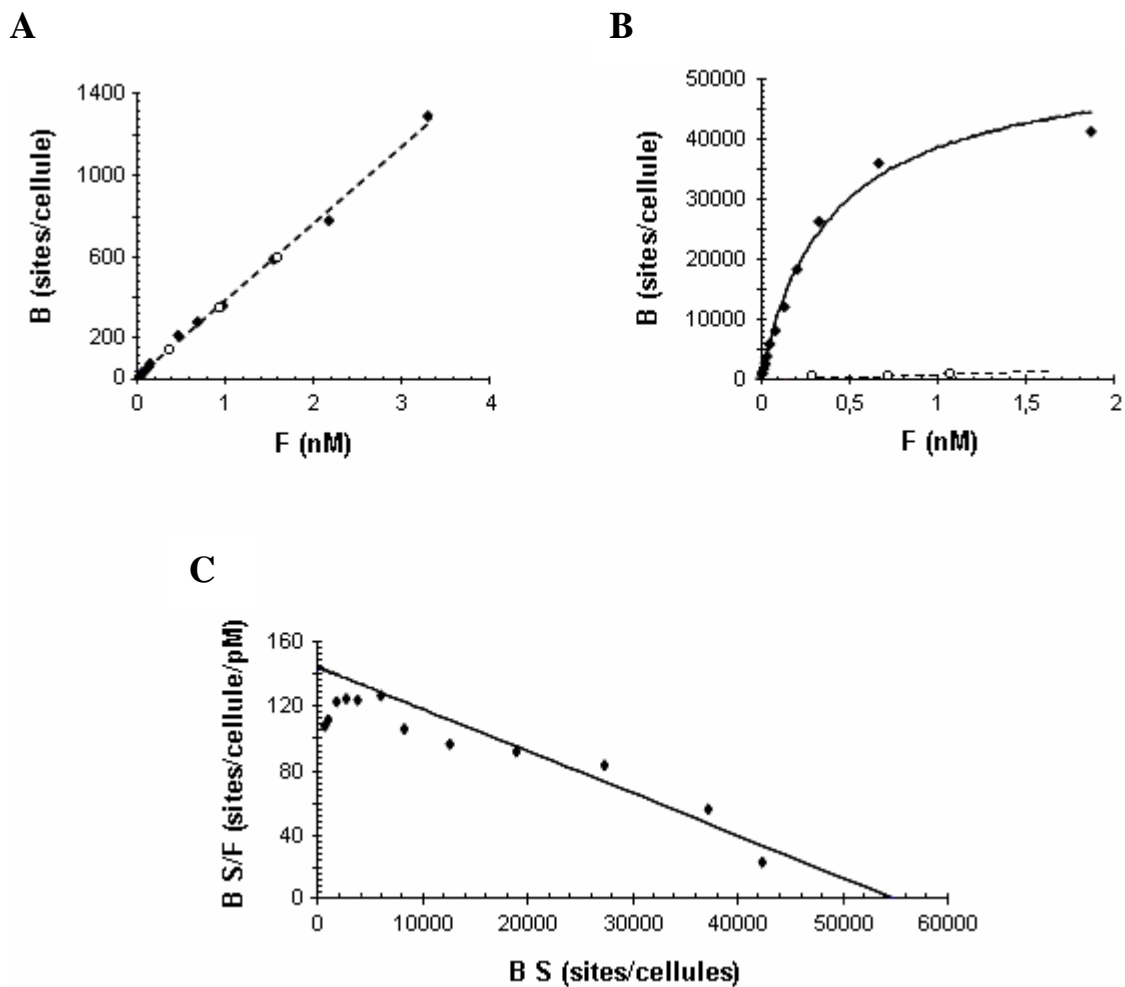 A
B
1400
1000
600
200
0
B (sites/cellule)
0 1 2 3 4
F (nM)
50000
40000
30000
20000
10000
0
B (sites/cellule)
0 0,5 1 1,5 2
F (nM)
C
160
120
80
40
0
B S/F (sites/cellule/pM)
0 10000 20000 30000 40000 50000 60000
B S (sites/cellules)